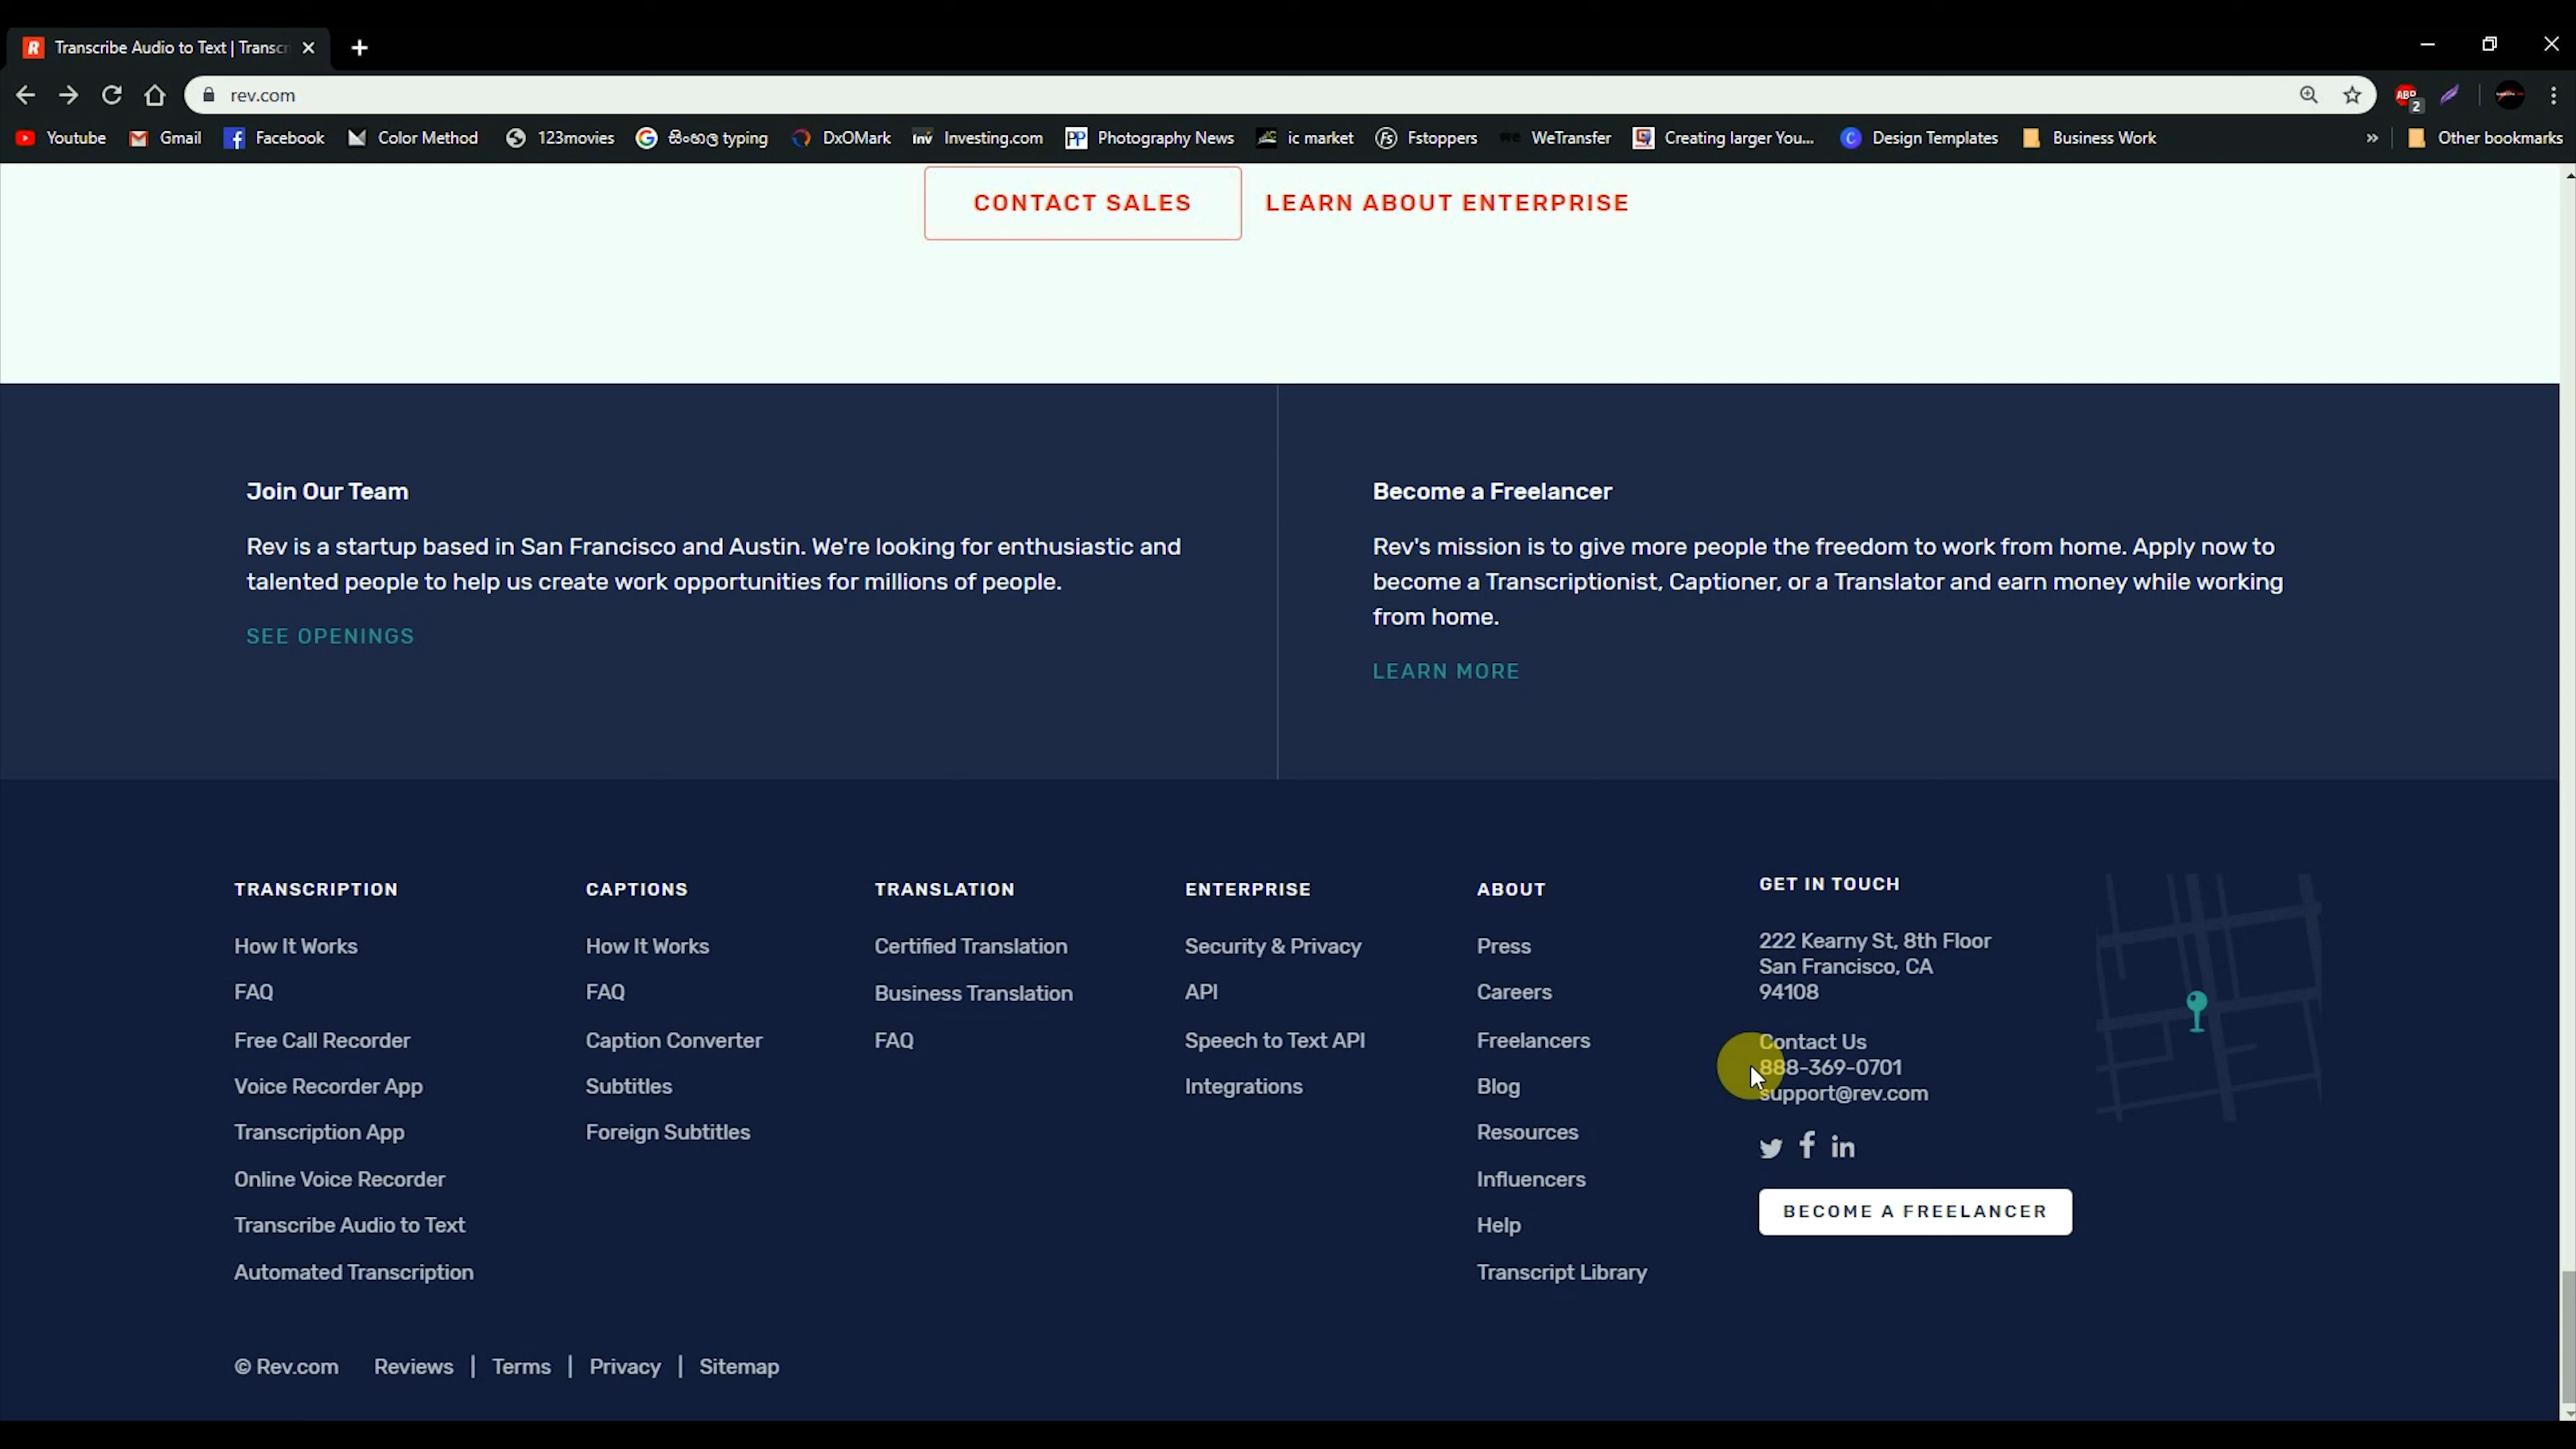 Transcribe Audio to Text | Transcr
rev.com
ABP
2
Youtube
Gmail
Facebook
Color Method
123movies
සිංහල typing
DxOMark
Investing.com
Photography News
ic market
Fstoppers
WeTransfer
Creating larger You...
Design Templates
Business Work
»
Other bookmarks
CONTACT SALES
LEARN ABOUT ENTERPRISE
Join Our Team
Rev is a startup based in San Francisco and Austin. We're looking for enthusiastic and
talented people to help us create work opportunities for millions of people.
SEE OPENINGS
Become a Freelancer
Rev's mission is to give more people the freedom to work from home. Apply now to
become a Transcriptionist, Captioner, or a Translator and earn money while working
from home.
LEARN MORE
TRANSCRIPTION
How It Works
FAQ
Free Call Recorder
Voice Recorder App
Transcription App
Online Voice Recorder
Transcribe Audio to Text
Automated Transcription
CAPTIONS
How It Works
FAQ
Caption Converter
Subtitles
Foreign Subtitles
TRANSLATION
Certified Translation
Business Translation
FAQ
ENTERPRISE
Security & Privacy
API
Speech to Text API
Integrations
ABOUT
Press
Careers
Freelancers
Blog
Resources
Influencers
Help
Transcript Library
GET IN TOUCH
222 Kearny St, 8th Floor
San Francisco, CA
94108
Contact Us
888-369-0701
support@rev.com
BECOME A FREELANCER
© Rev.com
Reviews | Terms | Privacy | Sitemap